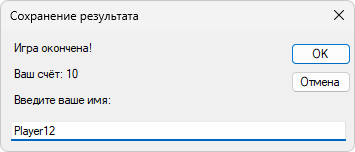 Сохранение результата
Игра окончена!
Ваш счёт: 10
Введите ваше имя:
OK
Отмена
Player12